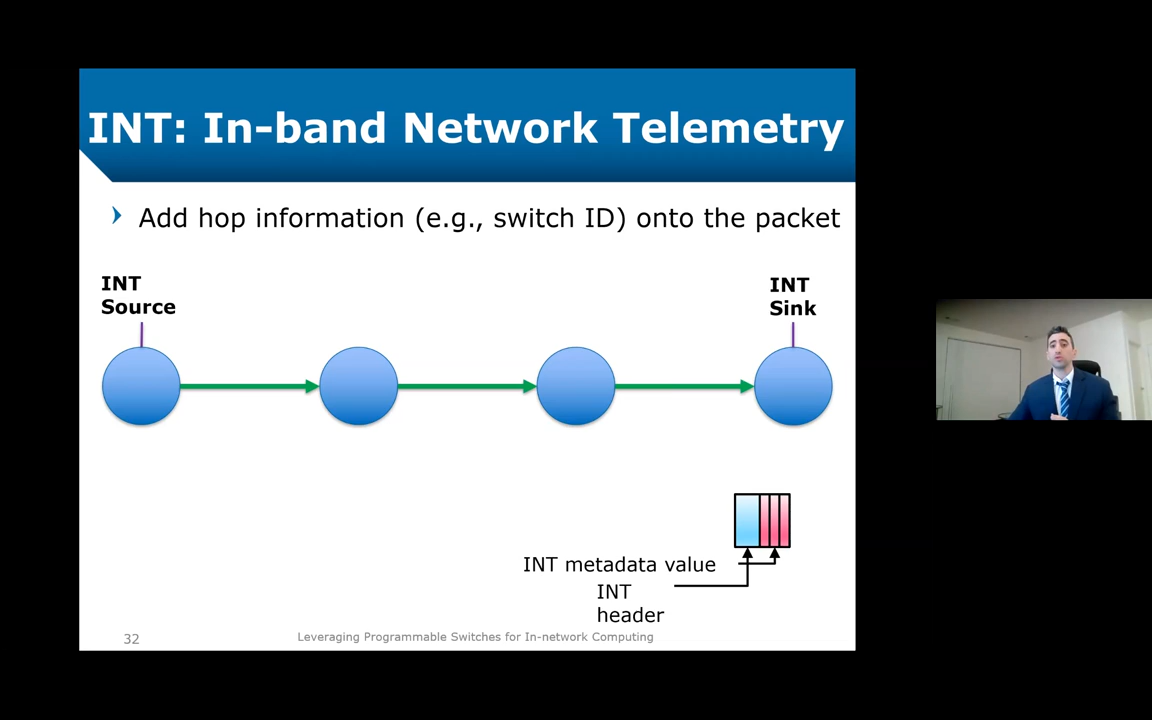 INT: In-band Network Telemetry
Add hop information (e.g., switch ID) onto the packet
INT
Source
INT
Sink
INT metadata value
INT
header
32
Leveraging Programmable Switches for In-network Computing